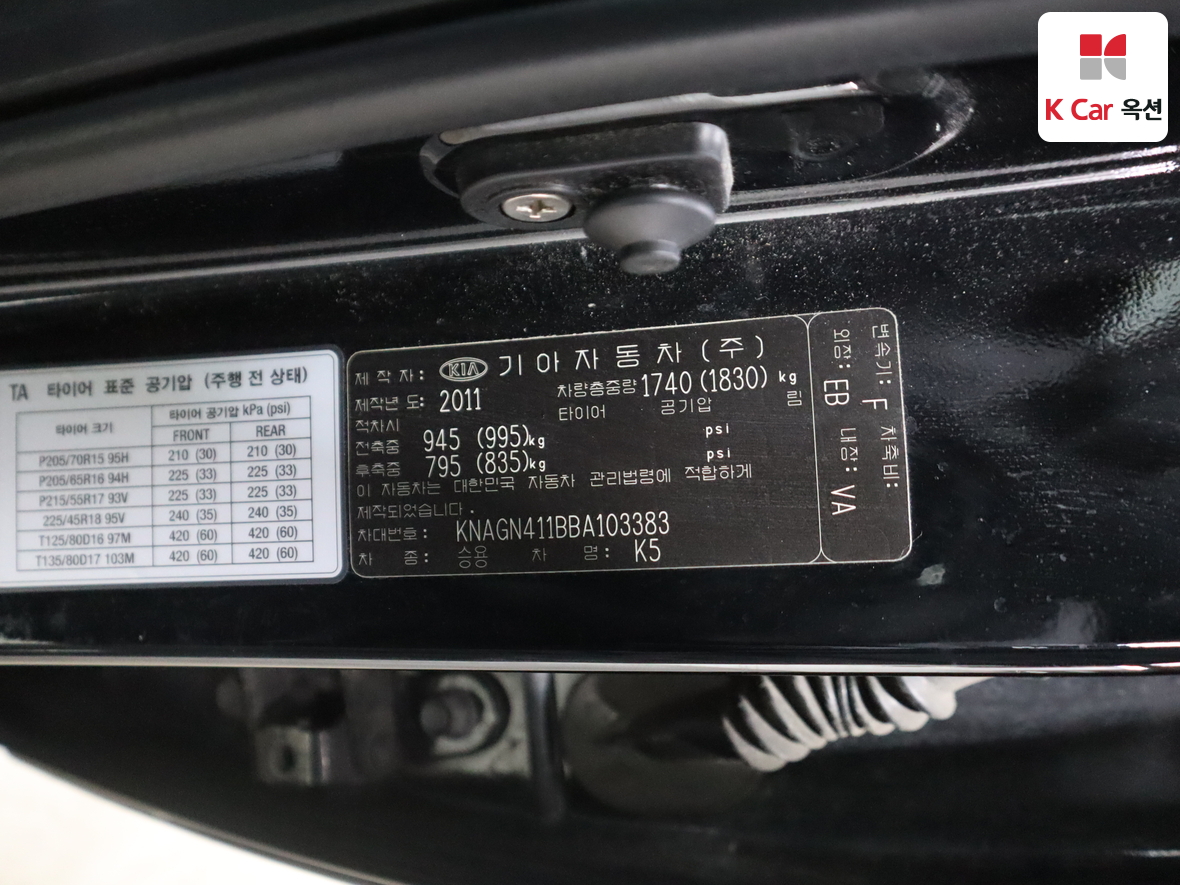 K Car 옥션
TA 타이어 표준 공기압 (주행 전 상태)
타이어 크기 타이어 공기압 kPa (psi)
FRONT REAR
P205/70R15 95H 210 (30) 210 (30)
P205/65R16 94H 225 (33) 225 (33)
P215/55R17 93V 225 (33) 225 (33)
225/45R18 95V 240 (35) 240 (35)
T125/80D16 97M 420 (60) 420 (60)
T135/80D17 103M 420 (60) 420 (60)
제 작 자: KIA 기아자동차(주)
제작년도: 2011 차량총중량 1740 (1830) kg
적차시 타이어 공기압 림
전축중 945 (995)kg psi
후축중 795 (835)kg psi
이 자동차는 대한민국 자동차 관리법령에 적합하게
제작되었습니다.
차대번호: KNAGN411BBA103383
차 종: 승용 차 명: K5
변속기: F 차축비:
외장: EB 내장: VA